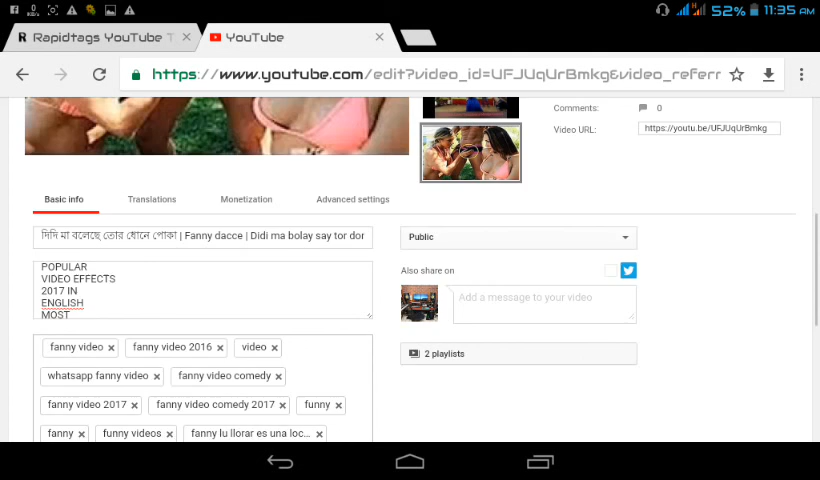 52% 11:35 AM
R Rapidtags YouTube T ×
YouTube ×
https://www.youtube.com/edit?video_id=UFJUqUrBmkg&video_referr
Comments: 0
Video URL: https://youtu.be/UFJUqUrBmkg
Basic info Translations Monetization Advanced settings
দিদি মা বলেছে তোর যোনে পোকা | Fanny dacce | Didi ma bolay say tor dor
Public
POPULAR
VIDEO EFFECTS
2017 IN
ENGLISH
MOST
Also share on
Add a message to your video
2 playlists
fanny video × fanny video 2016 × video ×
whatsapp fanny video × fanny video comedy ×
fanny video 2017 × fanny video comedy 2017 × funny ×
fanny × funny videos × fanny lu llorar es una loc... ×